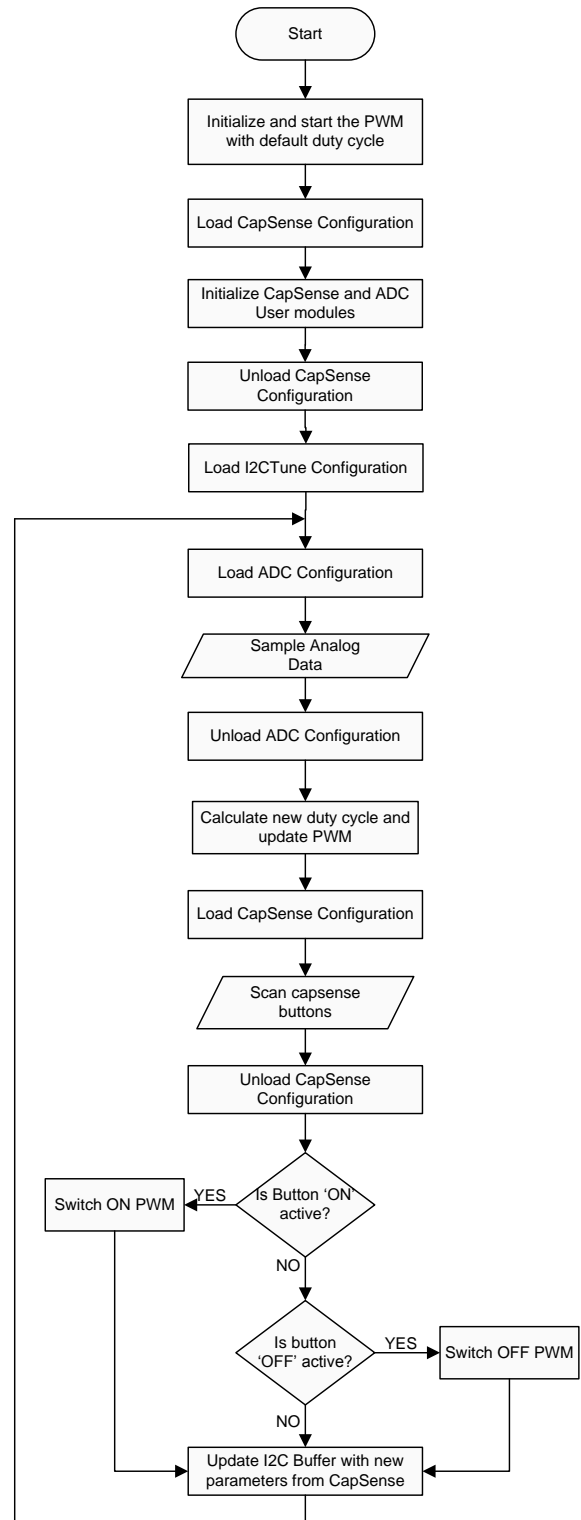 Start
Initialize and start the PWM
with default duty cycle
Load CapSense Configuration
Initialize CapSense and ADC
User modules
Unload CapSense
Configuration
Load I2CTune Configuration
Load ADC Configuration
Sample Analog
Data
Unload ADC Configuration
Calculate new duty cycle and
update PWM
Load CapSense Configuration
Scan capsense
buttons
Unload CapSense
Configuration
Is Button ‘ON’
active?
YES
Switch ON PWM
NO
Is button
‘OFF’ active?
YES
Switch OFF PWM
NO
Update I2C Buffer with new
parameters from CapSense